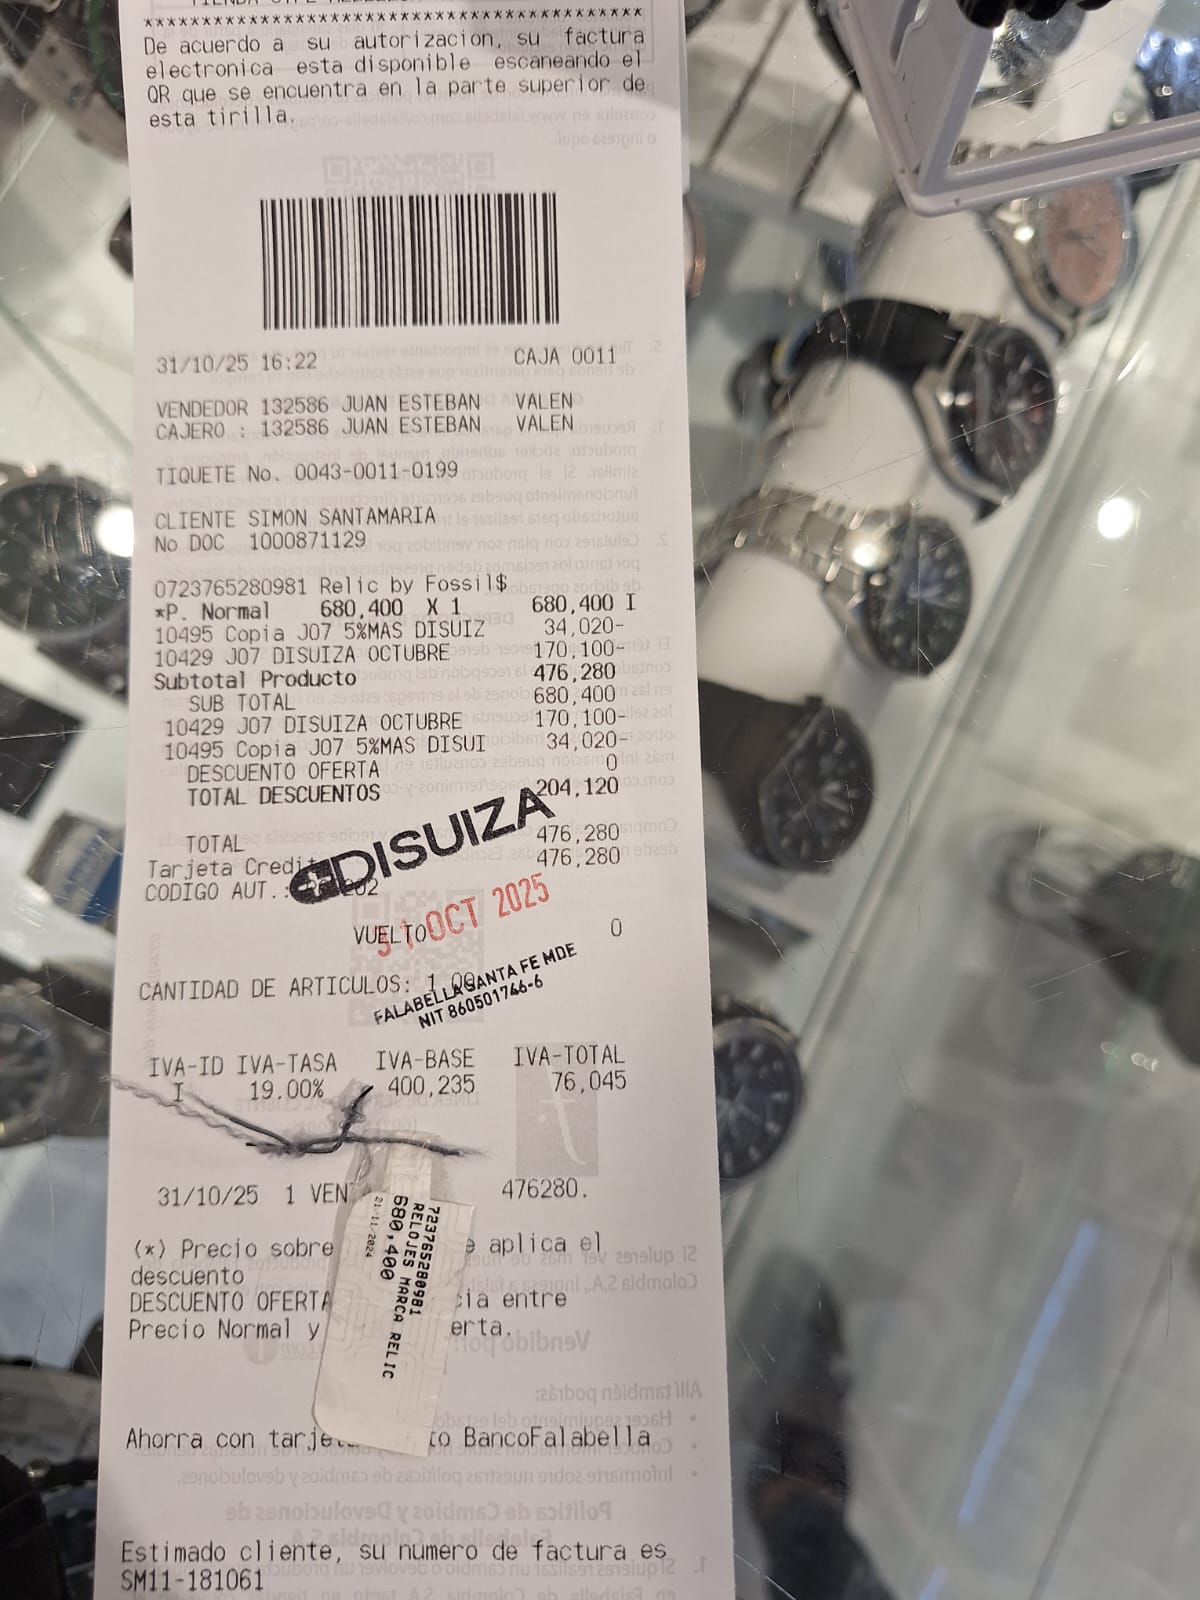 ****************************************
De acuerdo a su autorizacion, su factura
electronica esta disponible escaneando el
QR que se encuentra en la parte superior de
esta tirilla.
31/10/25 16:22 CAJA 0011
VENDEDOR 132586 JUAN ESTEBAN VALEN
CAJERO : 132586 JUAN ESTEBAN VALEN
TIQUETE No. 0043-0011-0199
CLIENTE SIMON SANTAMARIA
No DOC 1000871129
0723765280981 Relic by Fossil$
*P. Normal 680,400 X 1 680,400 I
10495 Copia J07 5%MAS DISUIZ 34,020-
10429 J07 DISUIZA OCTUBRE 170,100-
Subtotal Producto 476,280
SUB TOTAL 680,400
10429 J07 DISUIZA OCTUBRE 170,100-
10495 Copia J07 5%MAS DISUI 34,020-
DESCUENTO OFERTA 0
TOTAL DESCUENTOS 204,120
TOTAL 476,280
Tarjeta Credit 476,280
CODIGO AUT.:
DISUIZA
31 OCT 2025
VUELTO 0
CANTIDAD DE ARTICULOS: 1.00
FALABELLA SANTA FE MDE
NIT 860501746-6
IVA-ID IVA-TASA IVA-BASE IVA-TOTAL
I 19.00% 400,235 76,045
31/10/25 1 VEN 476280.
723765280981
RELOJES MARCA RELIC
680,400
21/11/2024
(*) Precio sobre aplica el
descuento
DESCUENTO OFERTA entre
Precio Normal y
Ahorra con BancoFalabella
Estimado cliente, su numero de factura es
SM11-181061